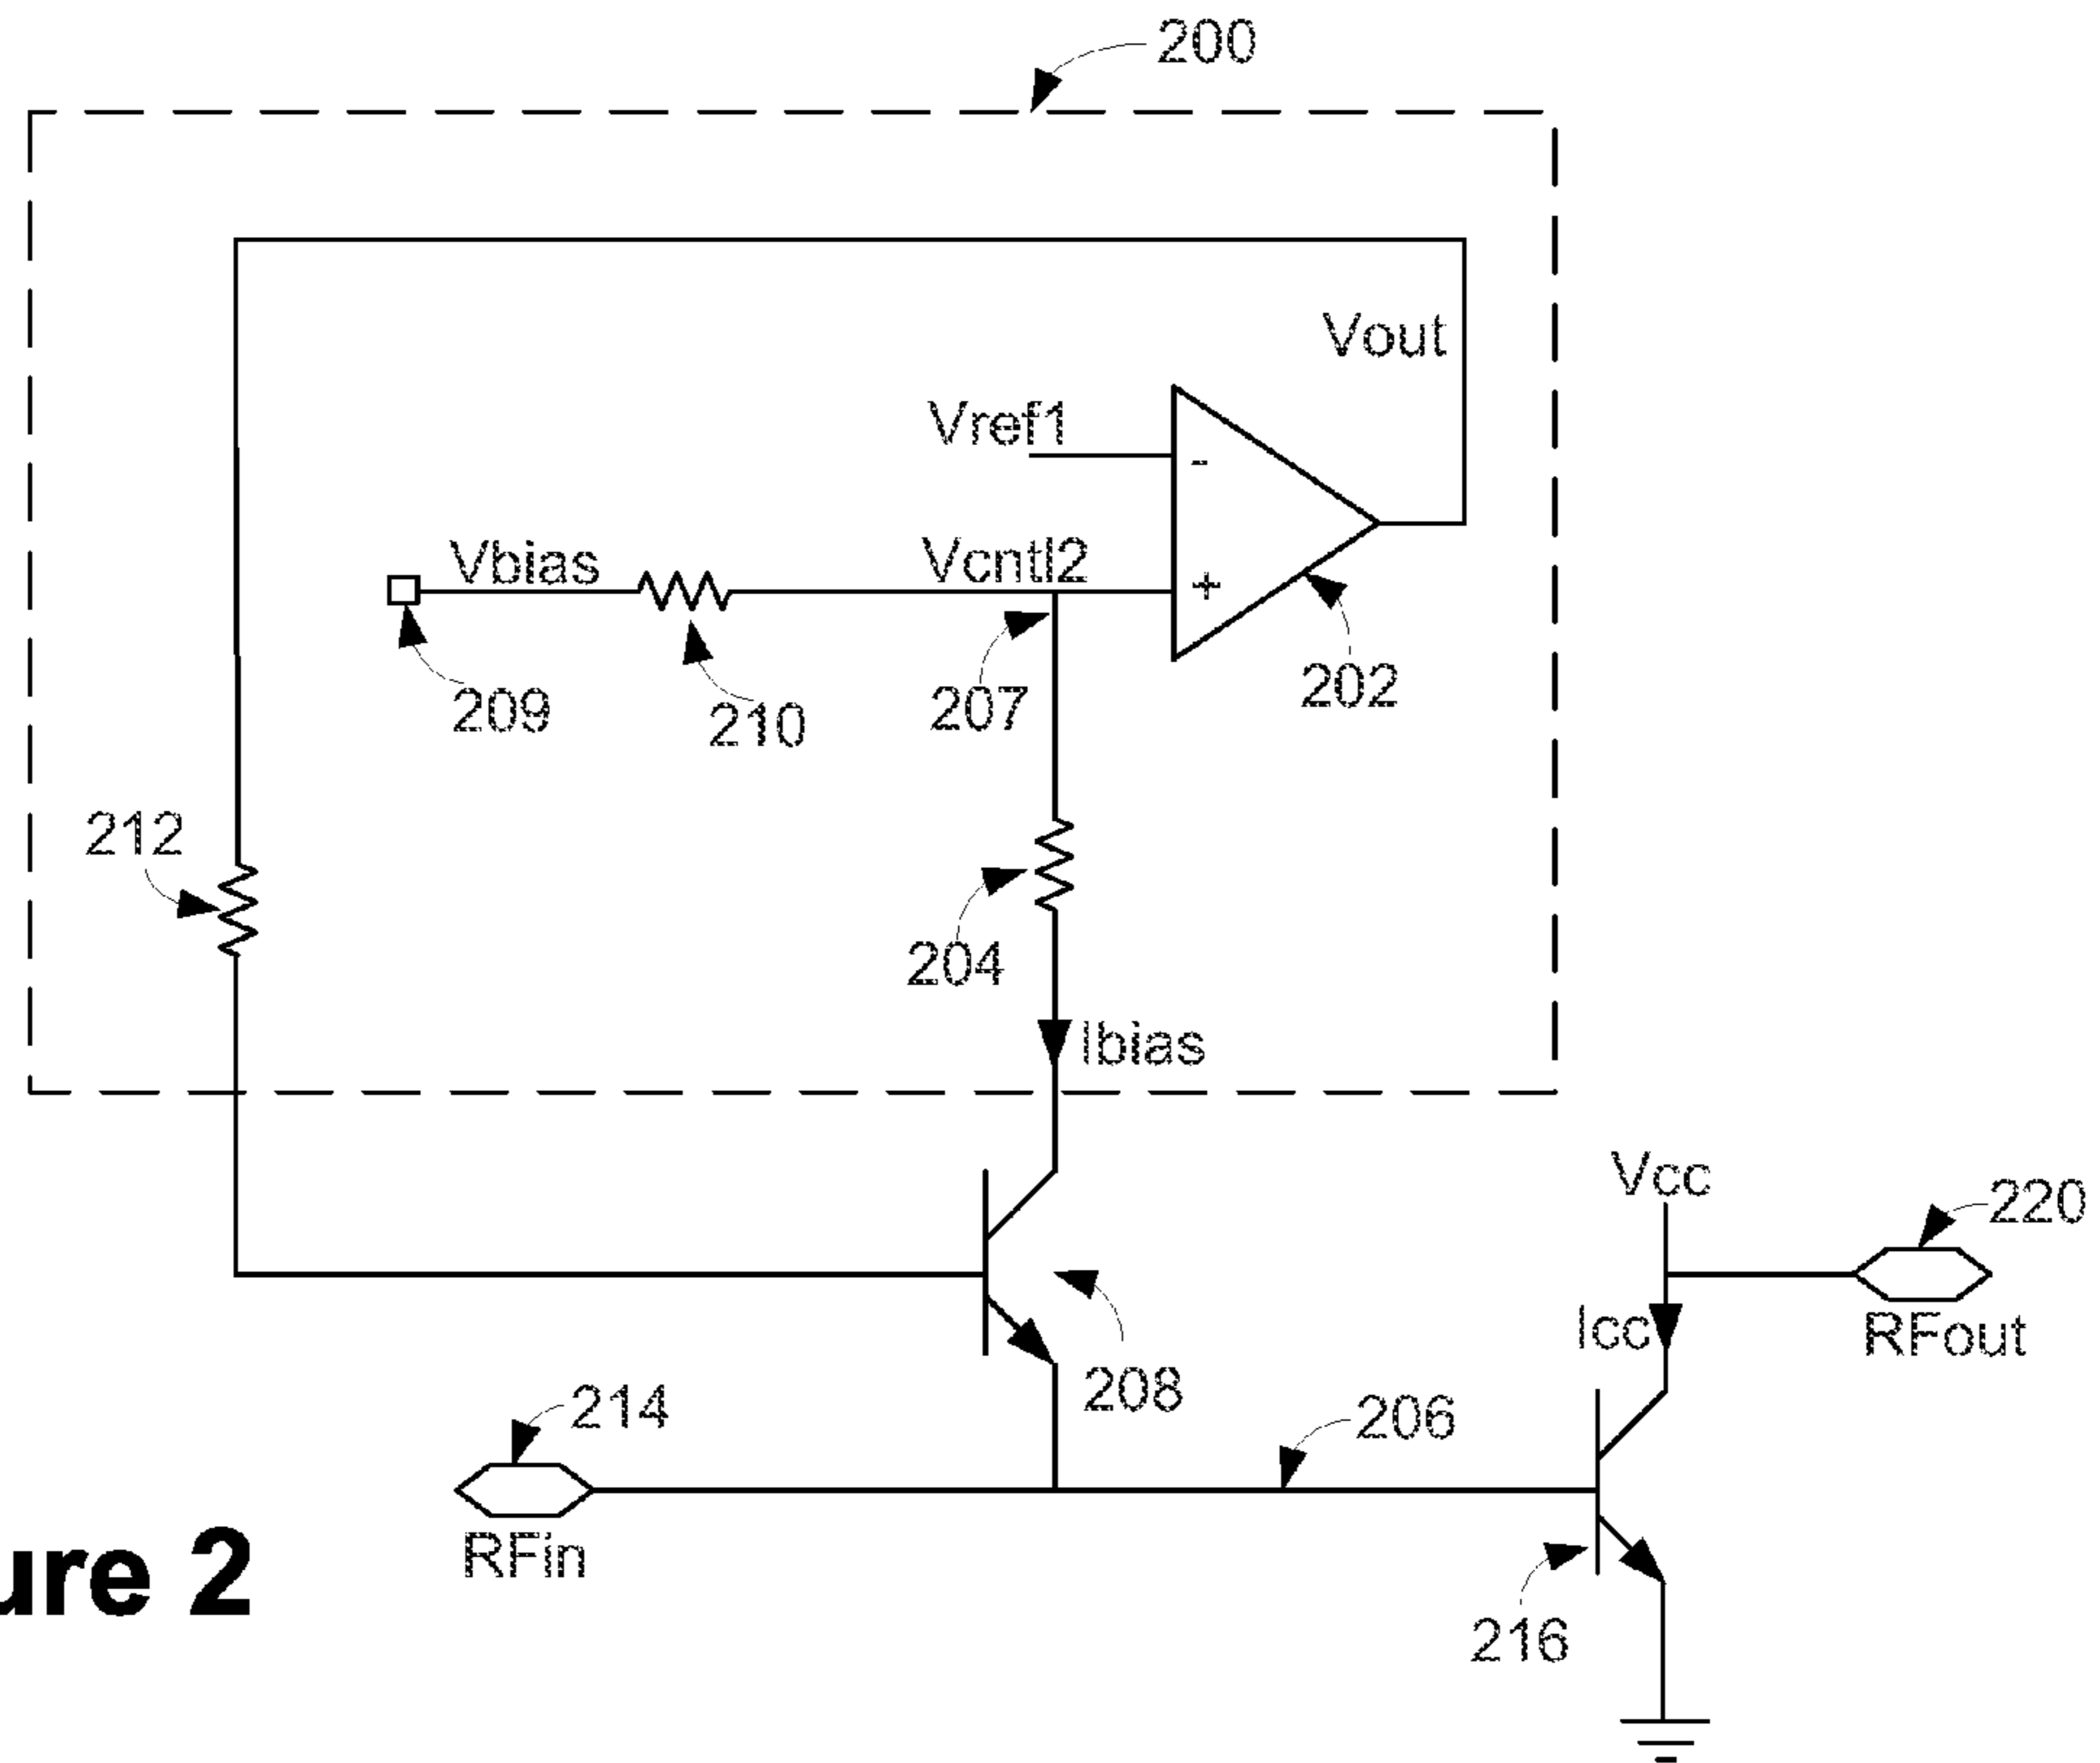 200
Vout
Vref1
-
Vbias
Vcntl2
+
209
210
207
202
212
204
Ibias
Vcc
220
Icc
RFout
208
214
206
RFin
ure 2
216